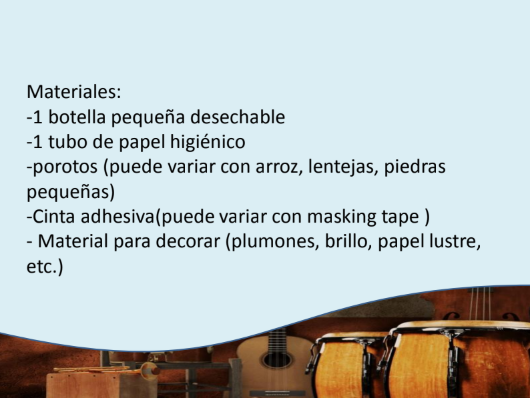 Materiales:
-1 botella pequeña desechable
-1 tubo de papel higiénico
-porotos (puede variar con arroz, lentejas, piedras
pequeñas)
-Cinta adhesiva(puede variar con masking tape )
- Material para decorar (plumones, brillo, papel lustre,
etc.)